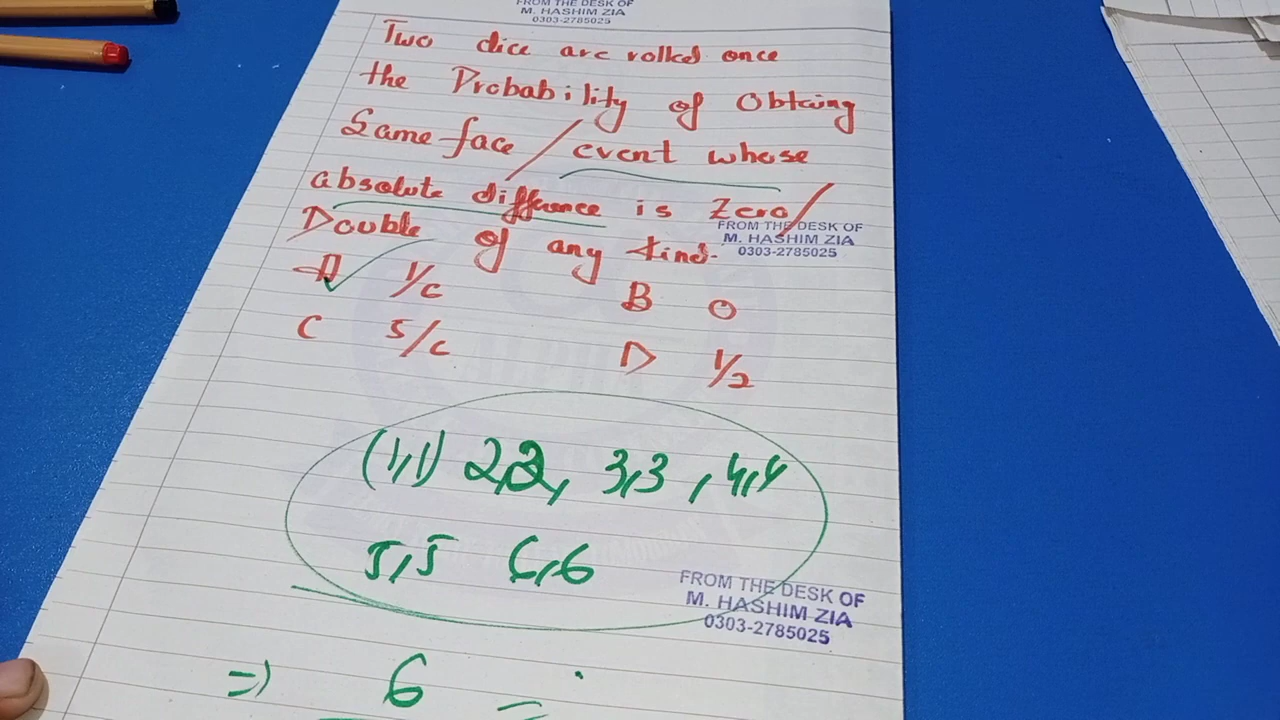 FROM THE DESK OF
M. HASHIM ZIA
0303-2785025
Two dice are rolled once
the Probability of Obtaing
Same face / event whose
absolute difference is Zero/
FROM THE DESK OF
M. HASHIM ZIA
0303-2785025
Double of any kind.
A 1/6 B 0
C 5/6 D 1/2
(1,1) 2,2, 3,3, 4,4
5,5 6,6
FROM THE DESK OF
M. HASHIM ZIA
0303-2785025
=) 6 =